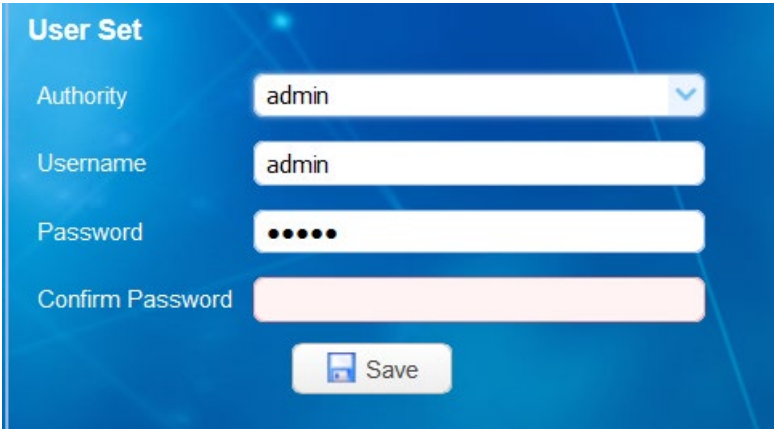 User Set
Authority admin
Username admin
Password •••••
Confirm Password
Save